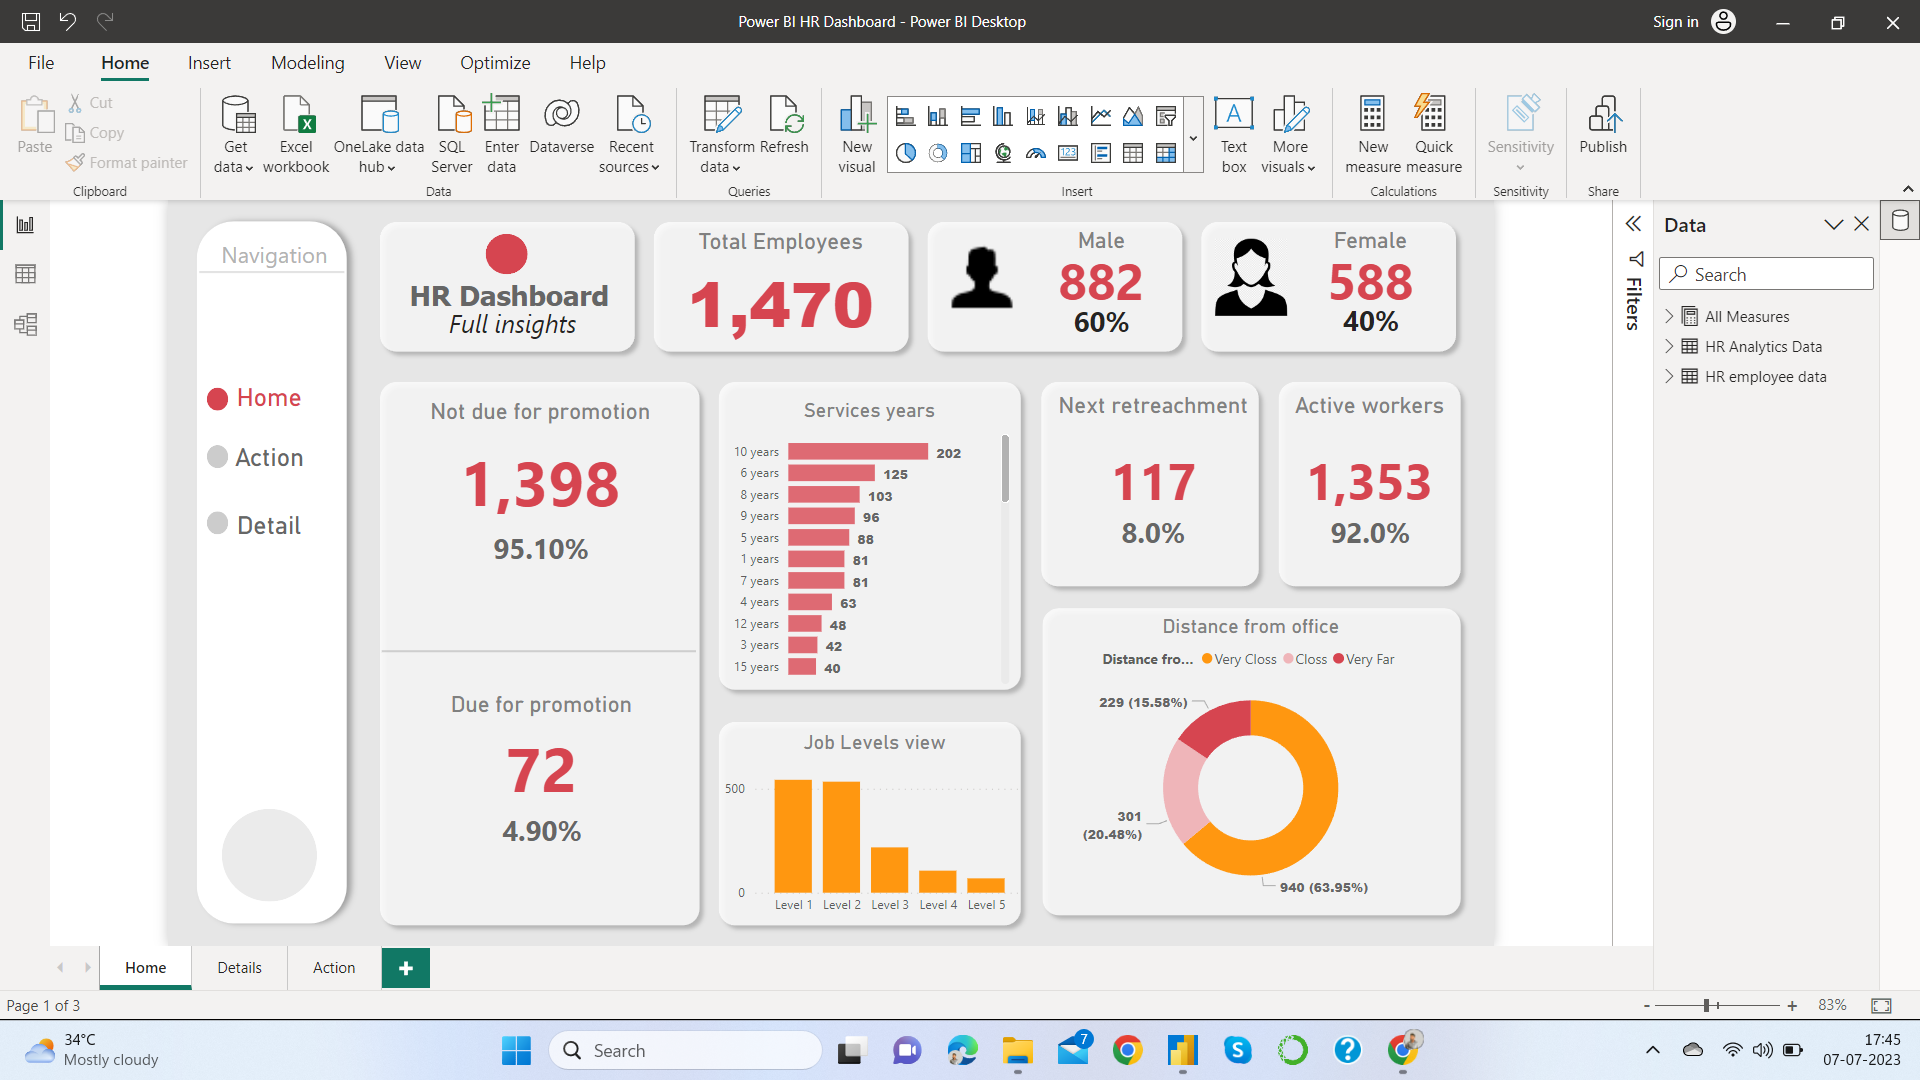 Power BI HR Dashboard - Power BI Desktop
Sign in
File Home Insert Modeling View Optimize Help
Paste
Cut
Copy
Format painter
Clipboard
Get data
Excel workbook
OneLake data hub
SQL Server
Enter data
Dataverse
Recent sources
Data
Transform data
Refresh
Queries
New visual
123
A
Text box
More visuals
Insert
New measure
Quick measure
Calculations
Sensitivity
Sensitivity
Publish
Share
Navigation
Home
Action
Detail
HR Dashboard
Full insights
Total Employees
1,470
Male
882
60%
Female
588
40%
Not due for promotion
1,398
95.10%
Due for promotion
72
4.90%
Services years
10 years 202
6 years 125
8 years 103
9 years 96
5 years 88
1 years 81
7 years 81
4 years 63
12 years 48
3 years 42
15 years 40
Job Levels view
500
0
Level 1 Level 2 Level 3 Level 4 Level 5
Next retreachment
117
8.0%
Active workers
1,353
92.0%
Distance from office
Distance fro... Very Closs Closs Very Far
229 (15.58%)
301
(20.48%)
940 (63.95%)
Filters
Data
Search
All Measures
HR Analytics Data
HR employee data
Home Details Action +
Page 1 of 3
- + 83%
34°C
Mostly cloudy
Search
7
S
?
17:45
07-07-2023